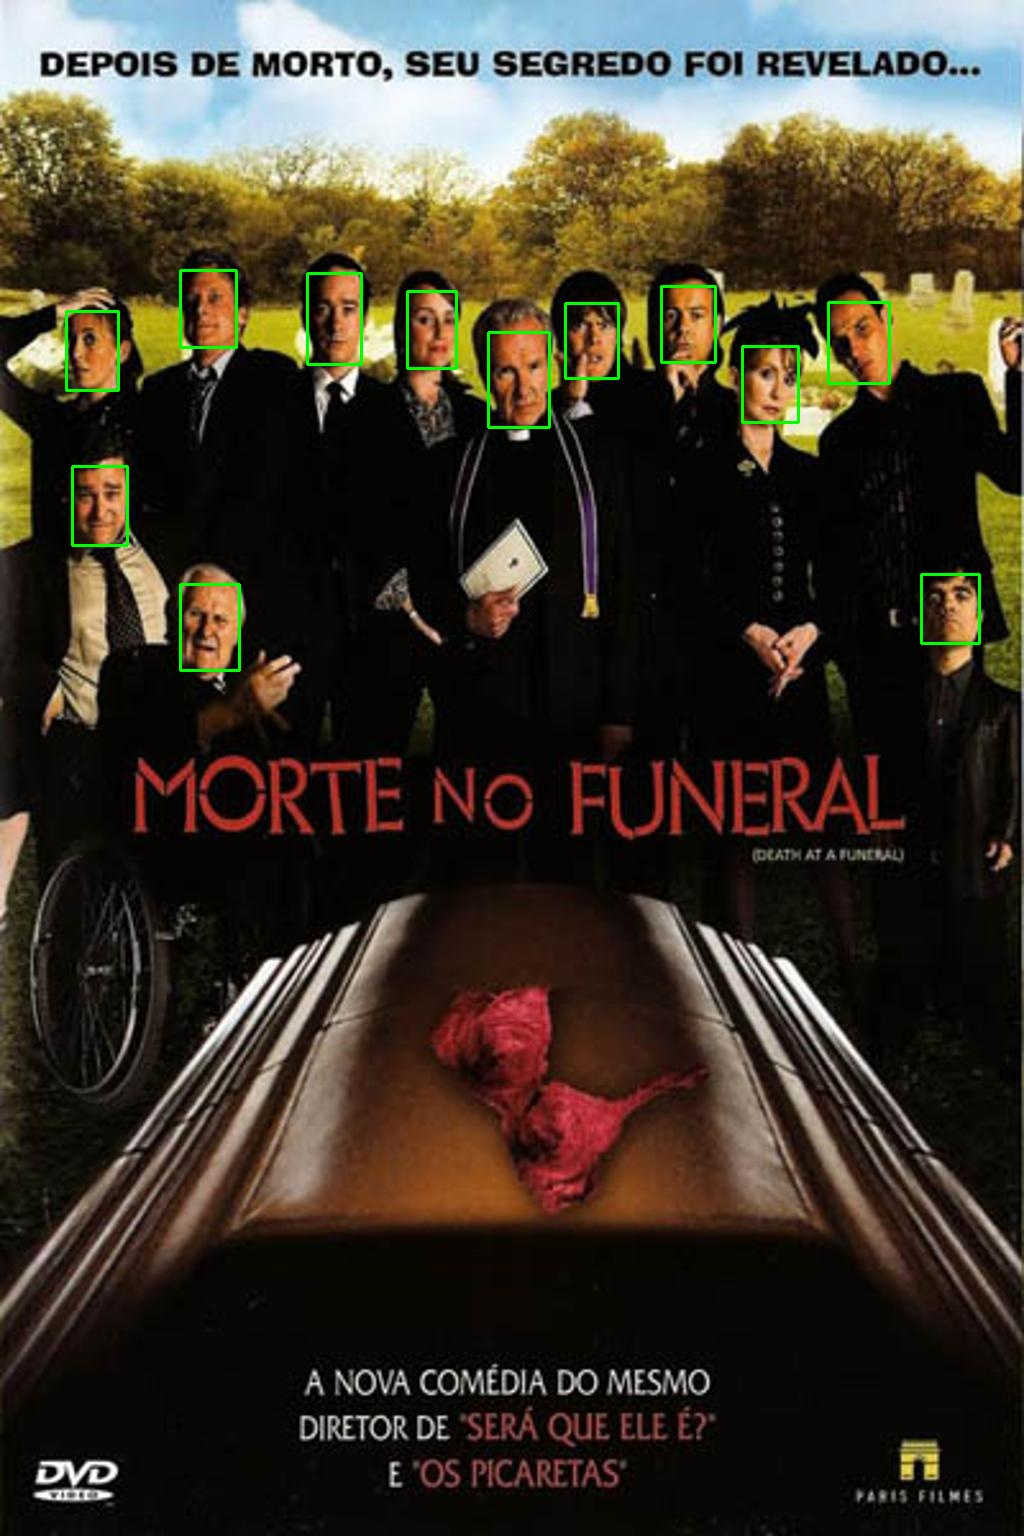 DEPOIS DE MORTO, SEU SEGREDO FOI REVELADO...
MORTE NO FUNERAL
(DEATH AT A FUNERAL)
A NOVA COMÉDIA DO MESMO
DIRETOR DE "SERÁ QUE ELE É?"
E "OS PICARETAS"
DVD
VIDEO
PARIS FILMES